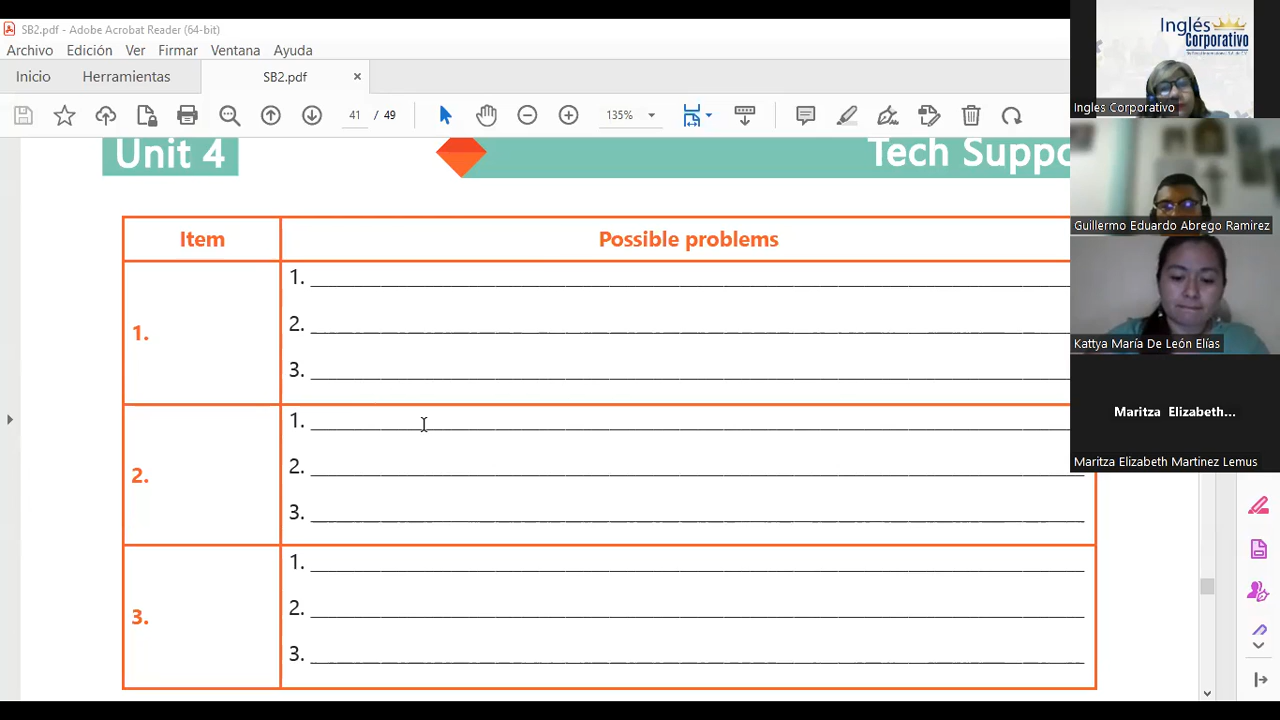 SB2.pdf - Adobe Acrobat Reader (64-bit)
Archivo Edición Ver Firmar Ventana Ayuda
Inicio Herramientas SB2.pdf ×
41 / 49 135%
Unit 4
Tech Suppo
Item Possible problems
1.
1.
2.
3.
2.
1.
2.
3.
3.
1.
2.
3.
Inglés
Corporativo
Ingles Corporativo
Guillermo Eduardo Abrego Ramirez
Kattya María De León Elías
Maritza Elizabeth...
Maritza Elizabeth Martinez Lemus